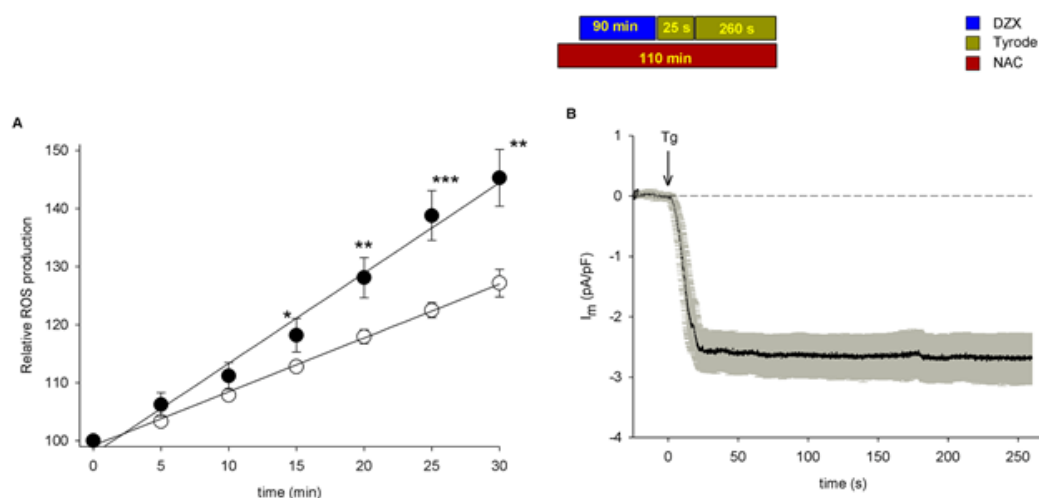 90 min 25 s 260 s
110 min
DZX
Tyrode
NAC
A
Relative ROS production
150
140
130
120
110
100
*
**
***
**
0 5 10 15 20 25 30
time (min)
B
Tg
I_m (pA/pF)
1
0
-1
-2
-3
-4
0 50 100 150 200 250
time (s)